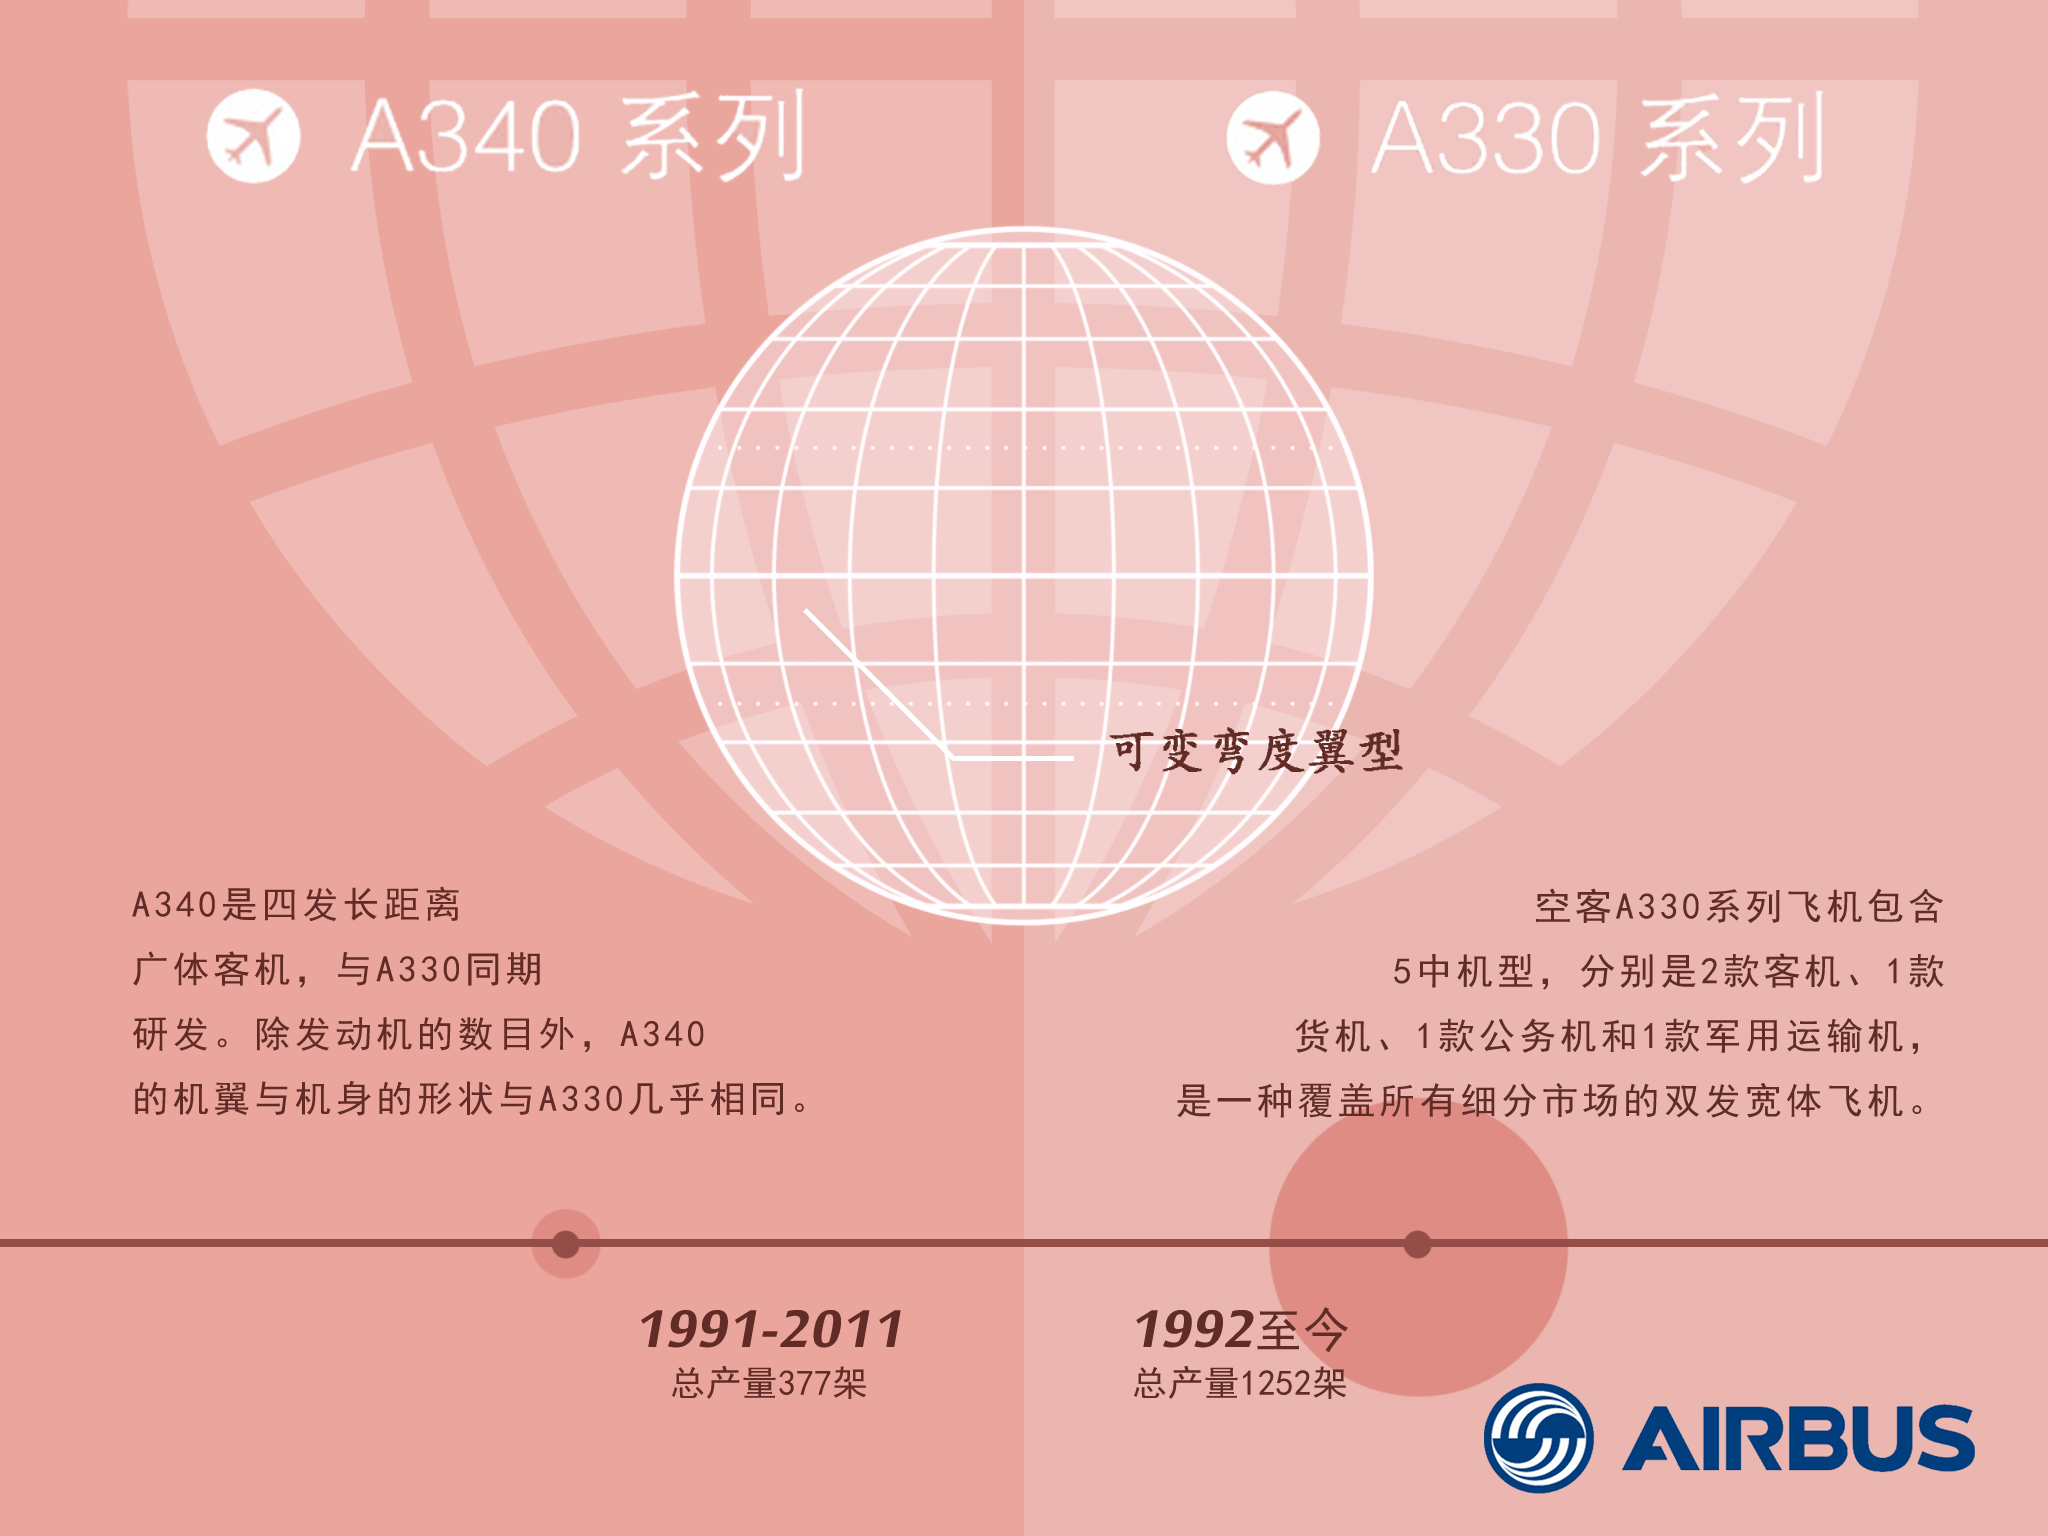 A340 系列
A330 系列
可变弯度翼型
A340是四发长距离
广体客机，与A330同期
研发。除发动机的数目外，A340
的机翼与机身的形状与A330几乎相同。
空客A330系列飞机包含
5中机型，分别是2款客机、1款
货机、1款公务机和1款军用运输机，
是一种覆盖所有细分市场的双发宽体飞机。
1991-2011
总产量377架
1992至今
总产量1252架
AIRBUS